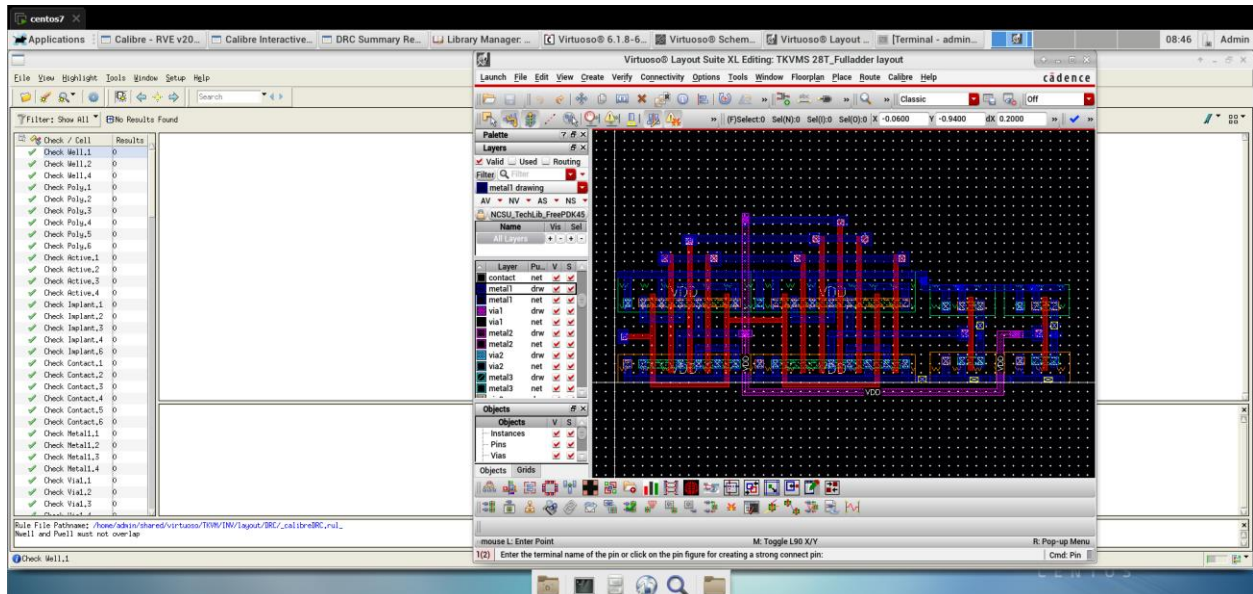 centos7
Applications Calibre - RVE v20... Calibre Interactive... DRC Summary Re... Library Manager: ... Virtuoso® 6.1.8-6... Virtuoso® Schem... Virtuoso® Layout ... [Terminal - admin... 08:46 Admin
Virtuoso® Layout Suite XL Editing: TKVMS 28T_Fulladder layout
File View Highlight Tools Window Setup Help
Launch File Edit View Create Verify Connectivity Options Tools Window Floorplan Place Route Calibre Help cādence
Search
Classic Off
Filter: Show All No Results Found
(F)Select:0 Sel(N):0 Sel(I):0 Sel(O):0 X -0.0600 Y -0.9400 dX 0.2000
Check / Cell Results
Check Well.1 0
Check Well.2 0
Check Well.4 0
Check Poly.1 0
Check Poly.2 0
Check Poly.3 0
Check Poly.4 0
Check Poly.5 0
Check Poly.6 0
Check Active.1 0
Check Active.2 0
Check Active.3 0
Check Active.4 0
Check Implant.1 0
Check Implant.2 0
Check Implant.3 0
Check Implant.4 0
Check Implant.6 0
Check Contact.1 0
Check Contact.2 0
Check Contact.3 0
Check Contact.4 0
Check Contact.5 0
Check Contact.6 0
Check Metal1.1 0
Check Metal1.2 0
Check Metal1.3 0
Check Metal1.4 0
Check Via1.1 0
Check Via1.2 0
Check Via1.3 0
Palette
Layers
Valid Used Routing
Filter Filter
metal1 drawing
AV NV AS NS
NCSU_TechLib_FreePDK45
Name Vis Sel
All Layers
Layer Pu... V S
contact net
metal1 drw
metal1 net
via1 drw
via1 net
metal2 drw
metal2 net
via2 drw
via2 net
metal3 drw
metal3 net
Objects
Objects V S
Instances
Pins
Vias
Objects Grids
VDD
VDD
VDD
VDD
Rule File Pathname: /home/admin/shared/virtuoso/TKVM/INV/layout/DRC/_calibreDRC.rul_
Nwell and Pwell must not overlap
mouse L: Enter Point M: Toggle L90 X/Y R: Pop-up Menu
1(2) Enter the terminal name of the pin or click on the pin figure for creating a strong connect pin: Cmd: Pin
Check Well.1
CENTOS